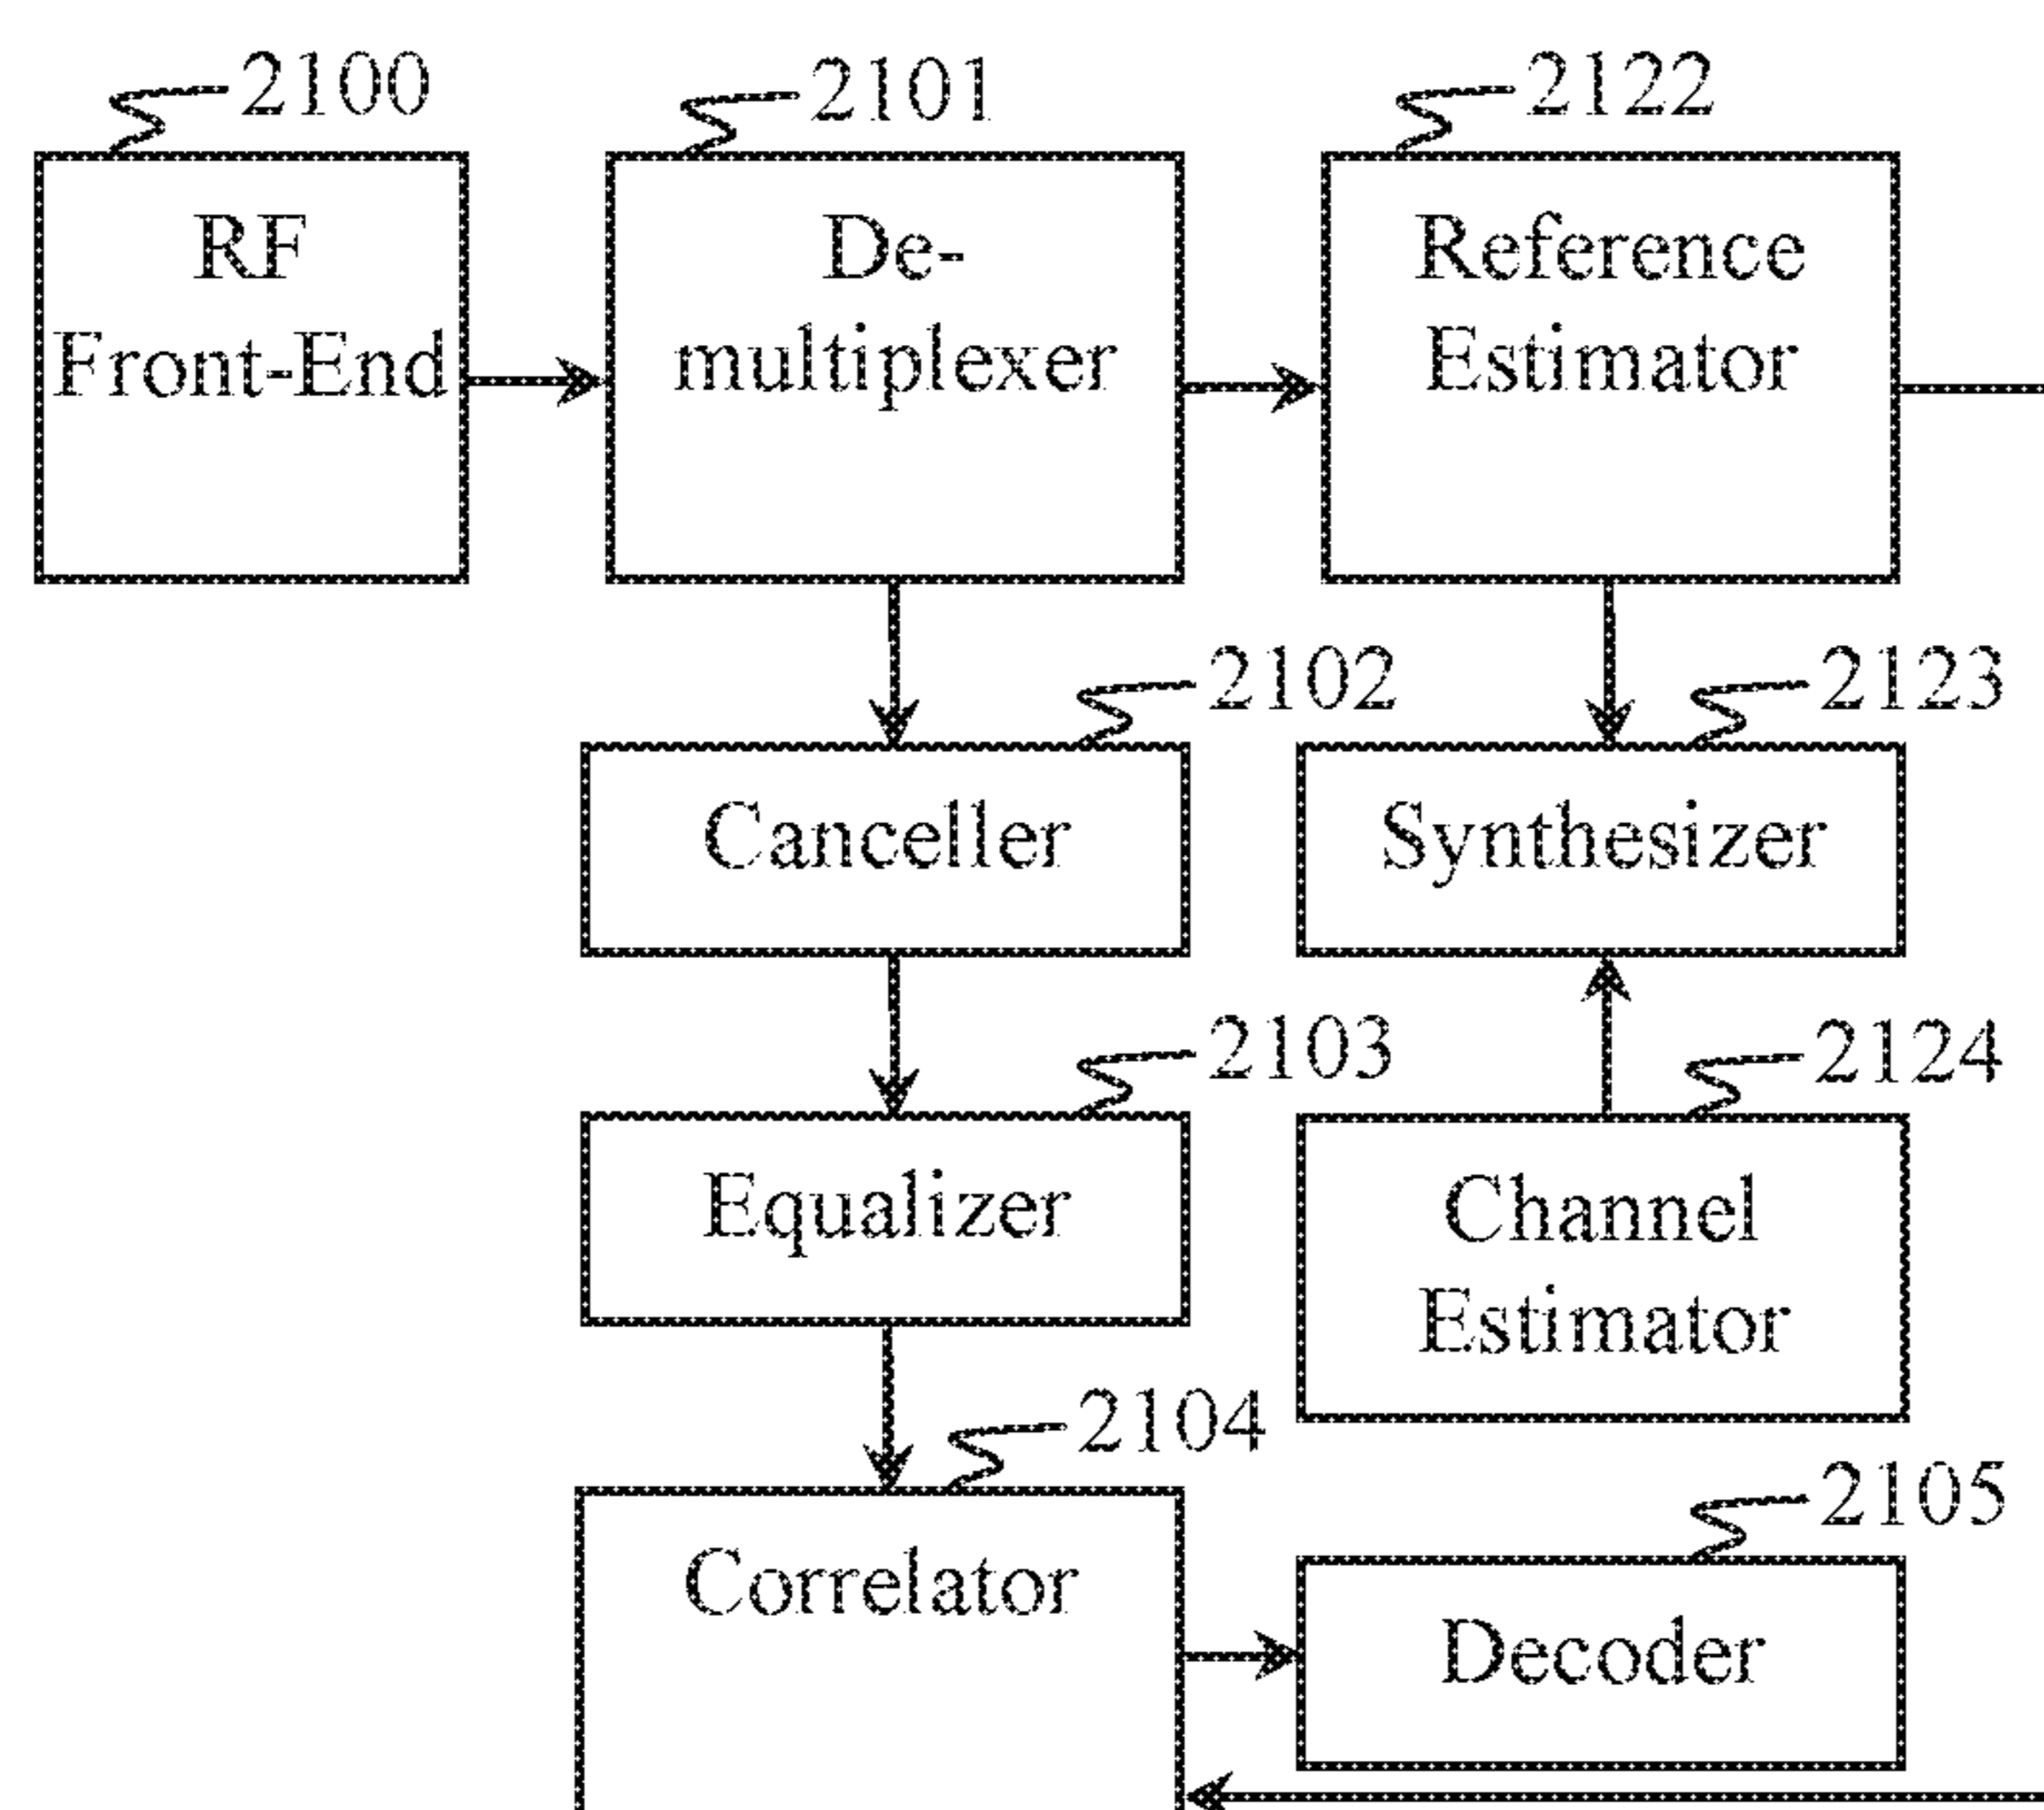 2100
2101
2122
RF
Front-End
De-
multiplexer
Reference
Estimator
2102
2123
Canceller
Synthesizer
2103
2124
Equalizer
Channel
Estimator
2104
2105
Correlator
Decoder